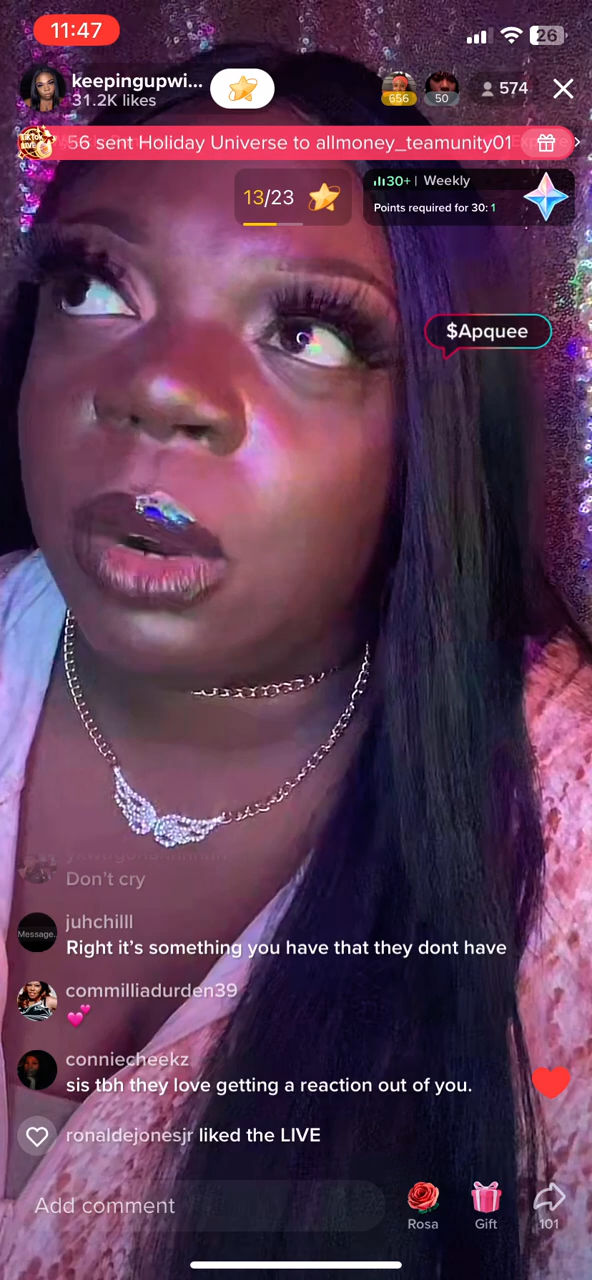 11:47
26
keepingupwi...
31.2K likes
656
50
574
56 sent Holiday Universe to allmoney_teamunity01
13/23
30+ | Weekly
Points required for 30: 1
$Apquee
Don't cry
Message.
juhchilll
Right it's something you have that they dont have
commilliadurden39
💕
conniecheekz
sis tbh they love getting a reaction out of you.
ronaldejonesjr liked the LIVE
Add comment
Rosa
Gift
101